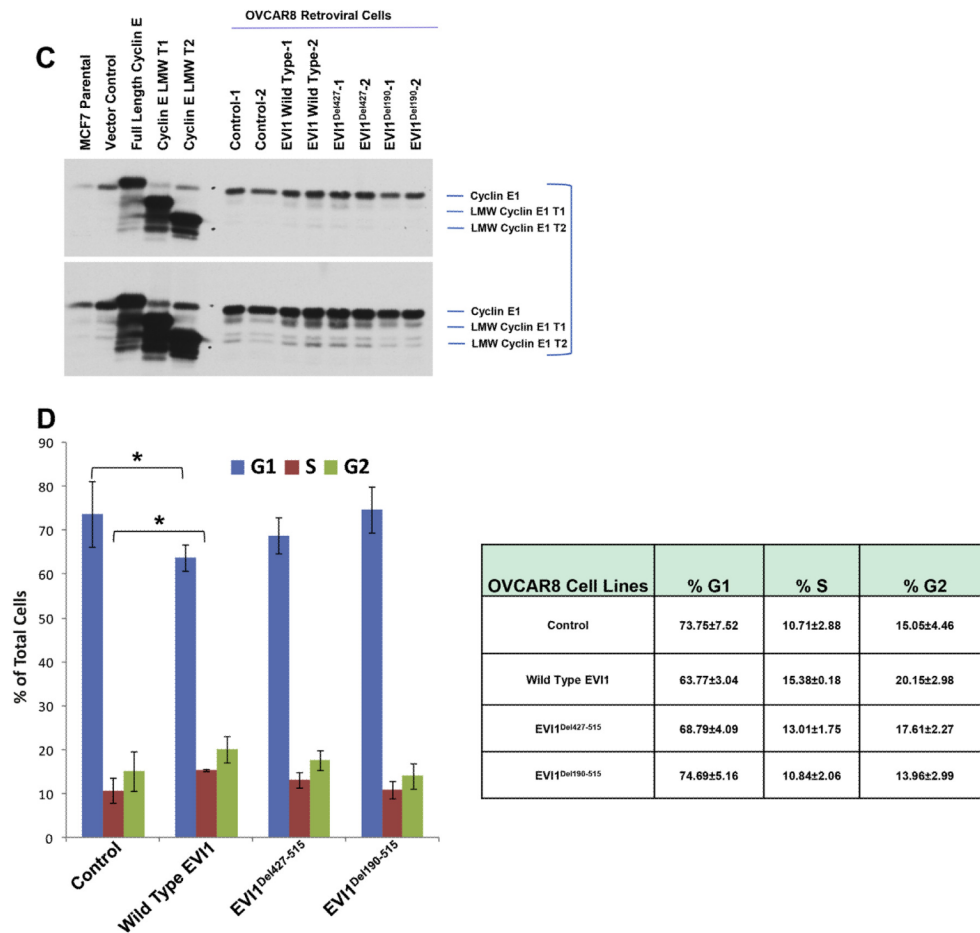 OVCAR8 Retroviral Cells
C
MCF7 Parental
Vector Control
Full Length Cyclin E
Cyclin E LMW T1
Cyclin E LMW T2
Control-1
Control-2
EVI1 Wild Type-1
EVI1 Wild Type-2
EVI1Del427-1
EVI1Del427-2
EVI1Del190-1
EVI1Del190-2
Cyclin E1
LMW Cyclin E1 T1
LMW Cyclin E1 T2
Cyclin E1
LMW Cyclin E1 T1
LMW Cyclin E1 T2
D
% of Total Cells
90
80
70
60
50
40
30
20
10
0
G1 S G2
*
*
Control
Wild Type EVI1
EVI1Del427-515
EVI1Del190-515
OVCAR8 Cell Lines % G1 % S % G2
Control 73.75±7.52 10.71±2.88 15.05±4.46
Wild Type EVI1 63.77±3.04 15.38±0.18 20.15±2.98
EVI1Del427-515 68.79±4.09 13.01±1.75 17.61±2.27
EVI1Del190-515 74.69±5.16 10.84±2.06 13.96±2.99